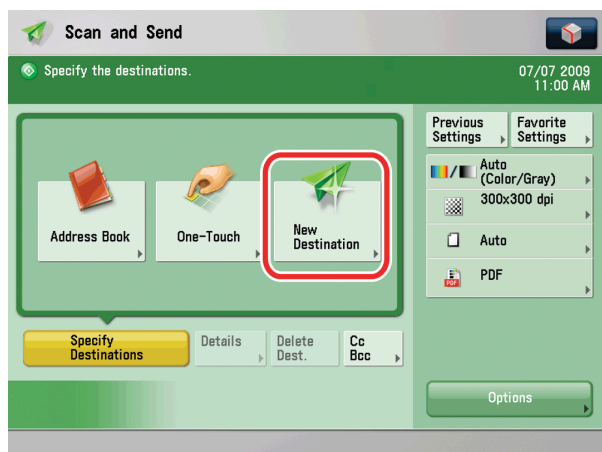 Scan and Send
Specify the destinations.
07/07 2009
11:00 AM
Previous
Settings
Favorite
Settings
Auto
(Color/Gray)
300x300 dpi
Auto
PDF
PDF
Address Book
One-Touch
New
Destination
Specify
Destinations
Details
Delete
Dest.
Cc
Bcc
Options